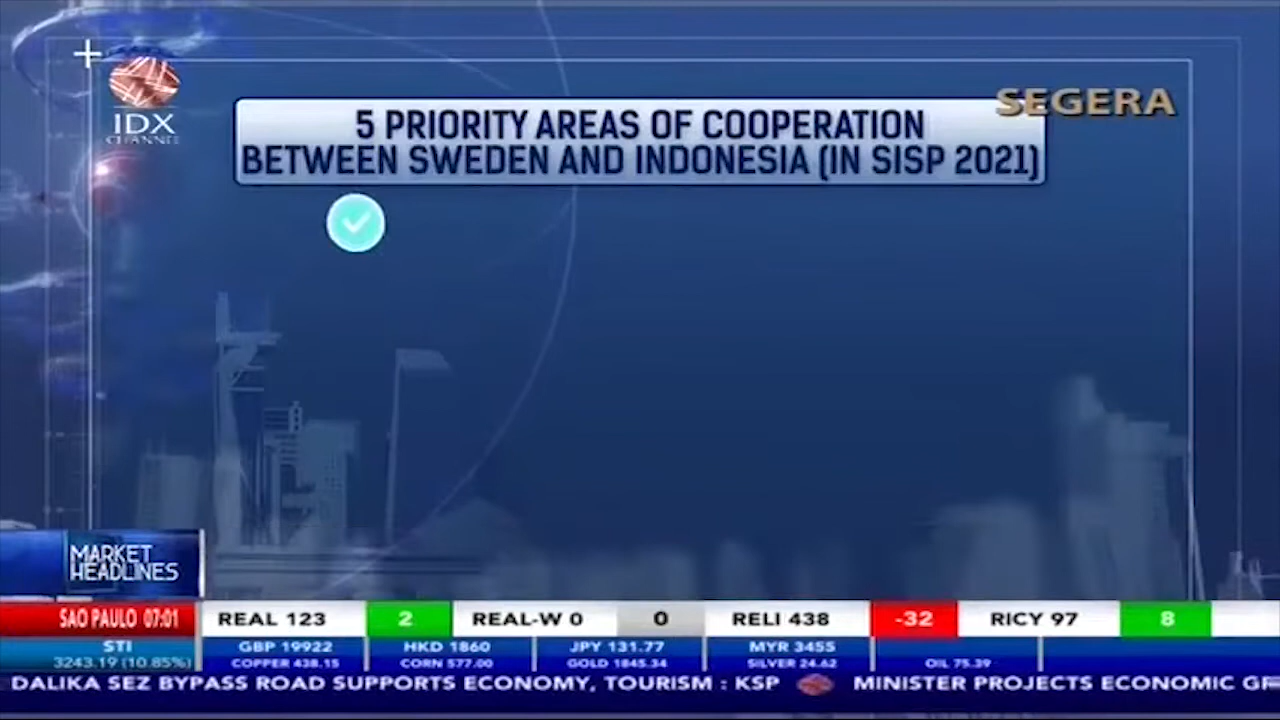 IDX
CHANNEL
SEGERA
5 PRIORITY AREAS OF COOPERATION
BETWEEN SWEDEN AND INDONESIA (IN SISP 2021)
MARKET
HEADLINES
SAO PAULO 07:01
REAL 123 2 REAL-W 0 0 RELI 438 -32 RICY 97 8
STI GBP 19922 HKD 1860 JPY 131.77 MYR 3455
3243.19 (10.85%) COPPER 438.15 CORN 577.00 GOLD 1845.34 SILVER 24.62 OIL 75.39
DALIKA SEZ BYPASS ROAD SUPPORTS ECONOMY, TOURISM : KSP MINISTER PROJECTS ECONOMIC